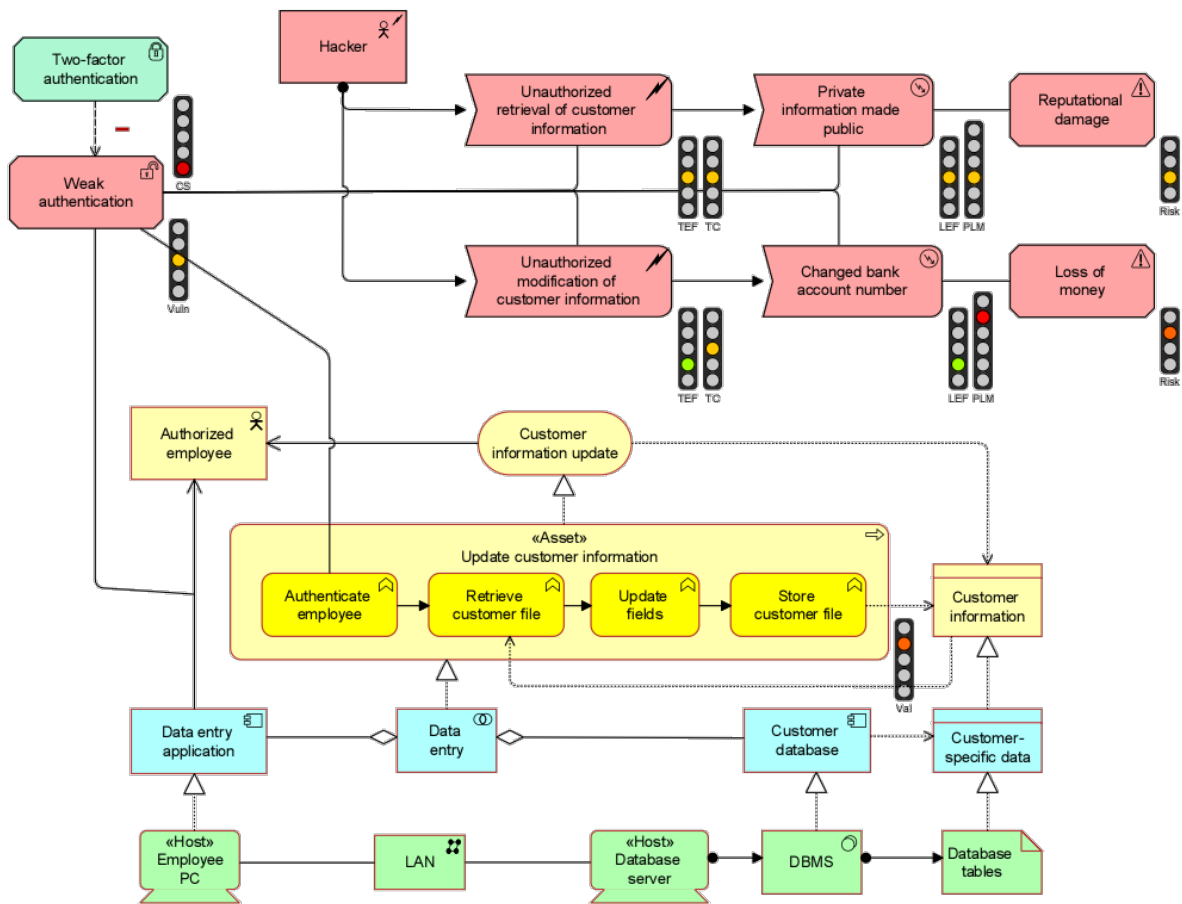 Two-factor
authentication
Hacker
Unauthorized
retrieval of customer
information
Private
information made
public
Reputational
damage
CS
Weak
authentication
TEF TC
LEF PLM
Risk
Vuln
Unauthorized
modification of
customer information
Changed bank
account number
Loss of
money
TEF TC
LEF PLM
Risk
Authorized
employee
Customer
information update
«Asset»
Update customer information
Authenticate
employee
Retrieve
customer file
Update
fields
Store
customer file
Customer
information
Val
Data entry
application
Data
entry
Customer
database
Customer-
specific data
«Host»
Employee
PC
LAN
«Host»
Database
server
DBMS
Database
tables